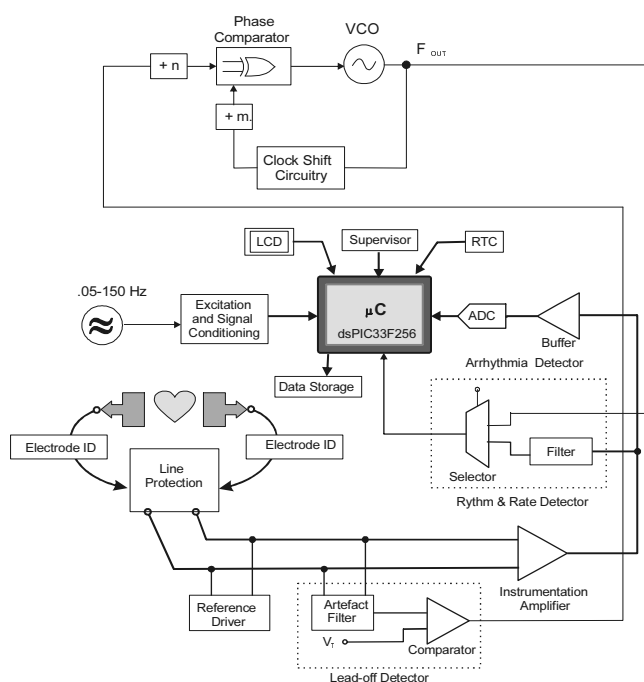 Phase
Comparator
VCO
F OUT
+ n
+ m.
Clock Shift
Circuitry
LCD
Supervisor
RTC
.05-150 Hz
Excitation
and Signal
Conditioning
µC
dsPIC33F256
ADC
Buffer
Data Storage
Arrhythmia Detector
Electrode ID
Electrode ID
Line
Protection
Selector
Filter
Rythm & Rate Detector
Instrumentation
Amplifier
Reference
Driver
Artefact
Filter
VT
Comparator
Lead-off Detector